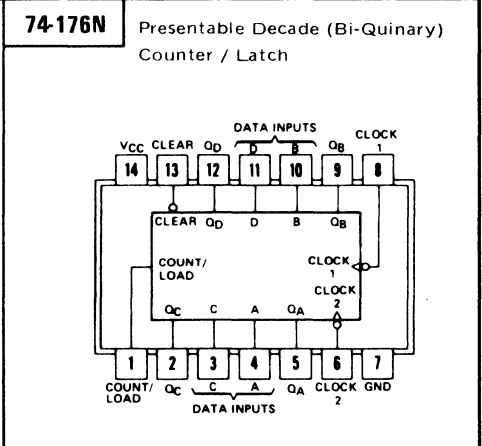 74-176N
Presentable Decade (Bi-Quinary)
Counter / Latch
DATA INPUTS
VCC CLEAR QD D B QB CLOCK 1
14 13 12 11 10 9 8
CLEAR QD D B QB
COUNT/
LOAD
CLOCK
1
CLOCK
2
QC C A QA
1 2 3 4 5 6 7
COUNT/
LOAD
QC C A QA CLOCK
2
GND
DATA INPUTS